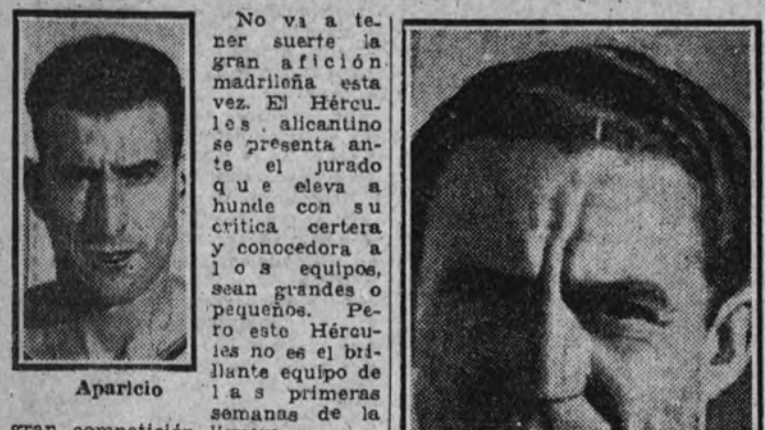 No va a te-
ner suerte la
gran afición
madrileña esta
vez. El Hércu-
les alicantino
se presenta an-
te el jurado
que eleva a
hunde con su
crítica certera
y conocedora a
los equipos,
sean grandes o
pequeños. Pe-
ro este Hércu-
les no es el bri-
llante equipo de
las primeras
semanas de la
Aparicio
gran competición